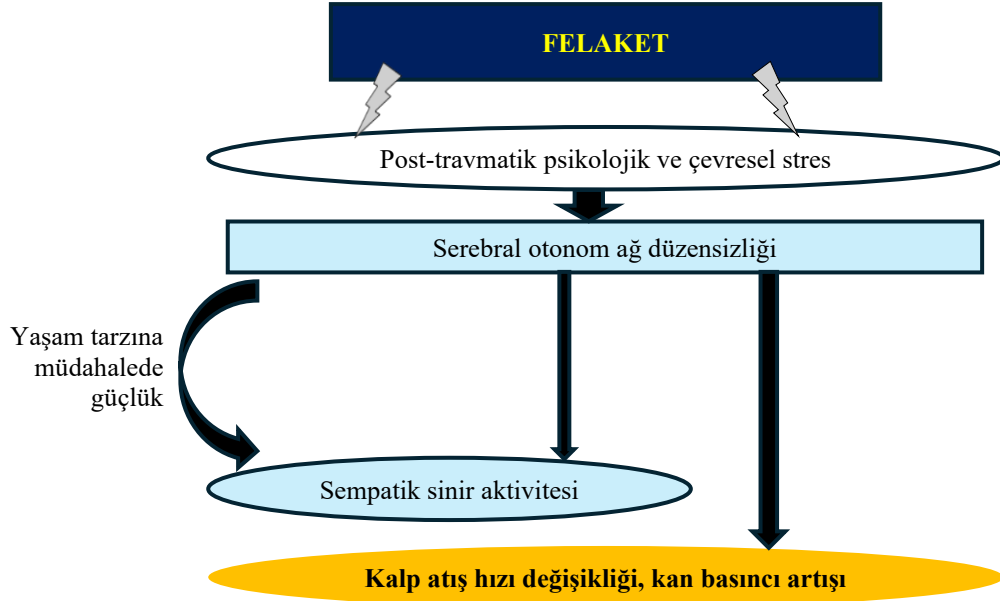 FELAKET
Post-travmatik psikolojik ve çevresel stres
Serebral otonom ağ düzensizliği
Yaşam tarzına
müdahalede
güçlük
Sempatik sinir aktivitesi
Kalp atış hızı değişikliği, kan basıncı artışı